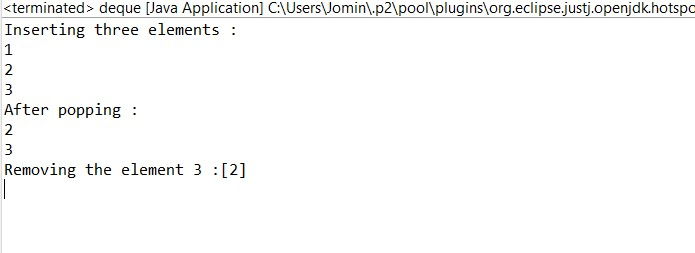 <terminated> deque [Java Application] C:\Users\Jomin\.p2\pool\plugins\org.eclipse.justj.openjdk.hotspo
Inserting three elements :
1
2
3
After popping :
2
3
Removing the element 3 :[2]